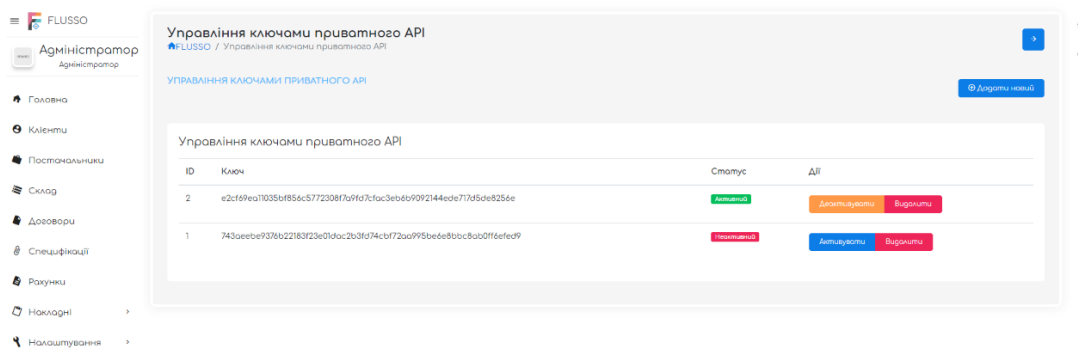 FLUSSO
Адміністратор
Адміністратор
Головна
Клієнти
Постачальники
Склад
Договори
Специфікації
Рахунки
Накладні
Налаштування
Управління ключами приватного API
FLUSSO / Управління ключами приватного API
УПРАВЛІННЯ КЛЮЧАМИ ПРИВАТНОГО API
Додати новий
Управління ключами приватного API
ID Ключ Статус Дії
2 e2cf69ea11035bf856c5772308f7a9fd7cfac3eb6b9092144ede717d5de8256e Активний Деактивувати Видалити
1 743aeebe9376b22183f23e01dac2b3fd74cbf72aa995be6e8bbc8ab0ff6efed9 Неактивний Активувати Видалити